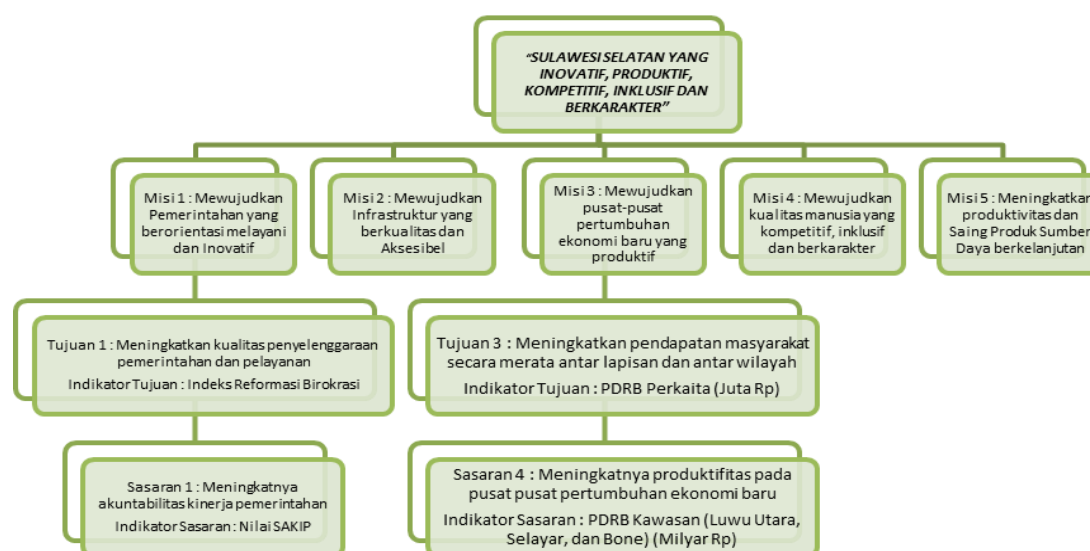 “SULAWESI SELATAN YANG
INOVATIF, PRODUKTIF,
KOMPETITIF, INKLUSIF DAN
BERKARAKTER”
Misi 1 : Mewujudkan
Pemerintahan yang
berorientasi melayani
dan Inovatif
Misi 2 : Mewujudkan
Infrastruktur yang
berkualitas dan
Aksesibel
Misi 3 : Mewujudkan
pusat-pusat
pertumbuhan
ekonomi baru yang
produktif
Misi 4 : Mewujudkan
kualitas manusia yang
kompetitif, inklusif
dan berkarakter
Misi 5 : Meningkatkan
produktivitas dan
Saing Produk Sumber
Daya berkelanjutan
Tujuan 1 : Meningkatkan kualitas penyelenggaraan
pemerintahan dan pelayanan
Indikator Tujuan : Indeks Reformasi Birokrasi
Tujuan 3 : Meningkatkan pendapatan masyarakat
secara merata antar lapisan dan antar wilayah
Indikator Tujuan : PDRB Perkaita (Juta Rp)
Sasaran 1 : Meningkatnya
akuntabilitas kinerja pemerintahan
Indikator Sasaran : Nilai SAKIP
Sasaran 4 : Meningkatnya produktifitas pada
pusat pusat pertumbuhan ekonomi baru
Indikator Sasaran : PDRB Kawasan (Luwu Utara,
Selayar, dan Bone) (Milyar Rp)